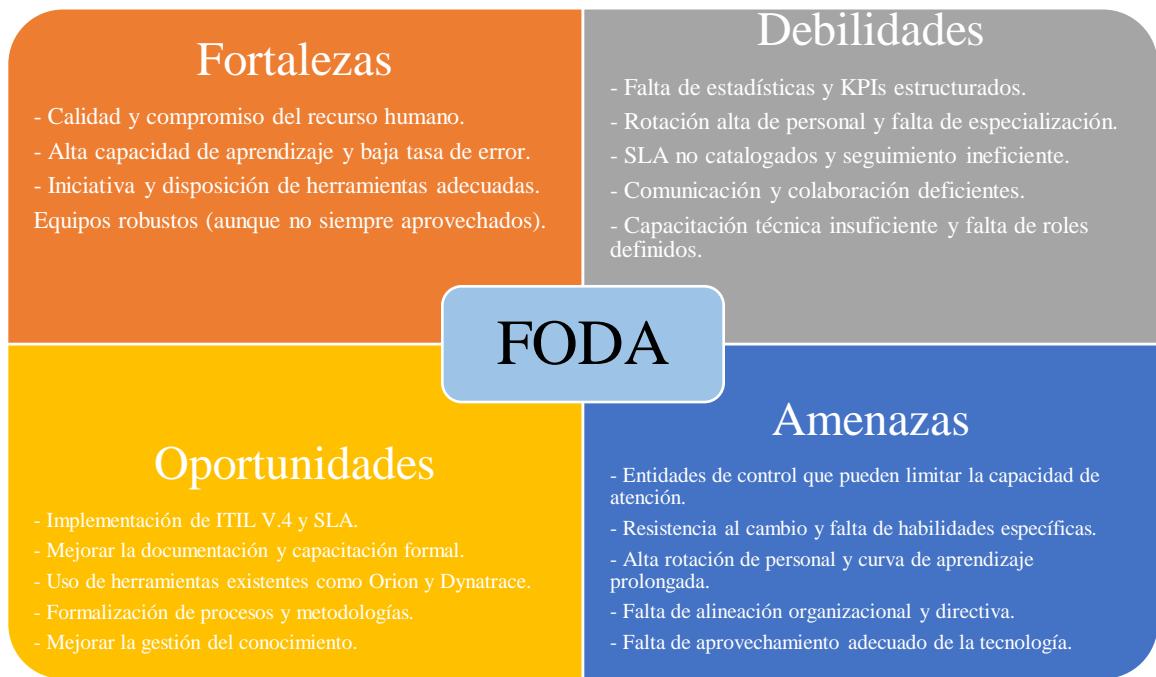 Fortalezas
- Calidad y compromiso del recurso humano.
- Alta capacidad de aprendizaje y baja tasa de error.
- Iniciativa y disposición de herramientas adecuadas.
Equipos robustos (aunque no siempre aprovechados).
Debilidades
- Falta de estadísticas y KPIs estructurados.
- Rotación alta de personal y falta de especialización.
- SLA no catalogados y seguimiento ineficiente.
- Comunicación y colaboración deficientes.
- Capacitación técnica insuficiente y falta de roles
definidos.
FODA
Oportunidades
- Implementación de ITIL V.4 y SLA.
- Mejorar la documentación y capacitación formal.
- Uso de herramientas existentes como Orion y Dynatrace.
- Formalización de procesos y metodologías.
- Mejorar la gestión del conocimiento.
Amenazas
- Entidades de control que pueden limitar la capacidad de
atención.
- Resistencia al cambio y falta de habilidades específicas.
- Alta rotación de personal y curva de aprendizaje
prolongada.
- Falta de alineación organizacional y directiva.
- Falta de aprovechamiento adecuado de la tecnología.